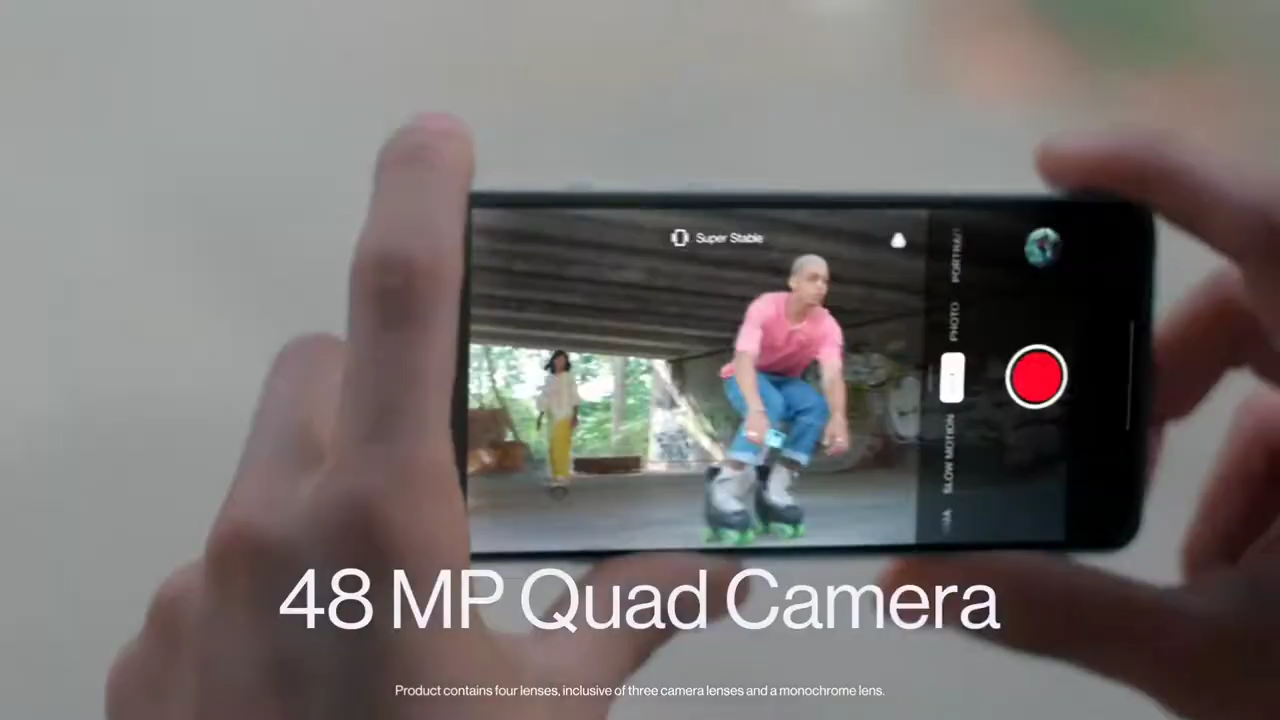 Super Stable
PORTRAIT
PHOTO
SLOW MOTION
48 MP Quad Camera
Product contains four lenses, inclusive of three camera lenses and a monochrome lens.